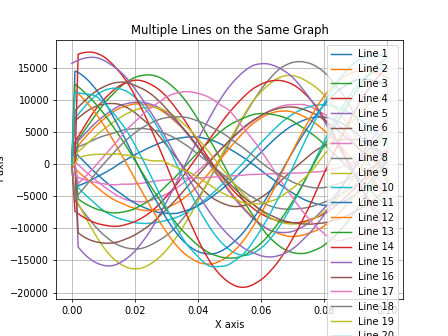 Multiple Lines on the Same Graph
15000
10000
5000
0
−5000
−10000
−15000
−20000
0.00
0.02
0.04
0.06
X axis
Line 1
Line 2
Line 3
Line 4
Line 5
Line 6
Line 7
Line 8
Line 9
Line 10
Line 11
Line 12
Line 13
Line 14
Line 15
Line 16
Line 17
Line 18
Line 19